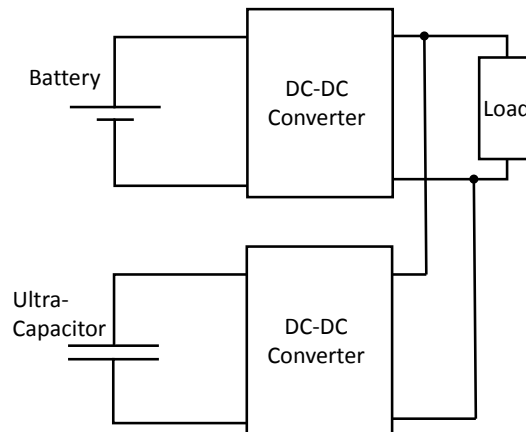 Battery
DC-DC
Converter
Load
Ultra-
Capacitor
DC-DC
Converter